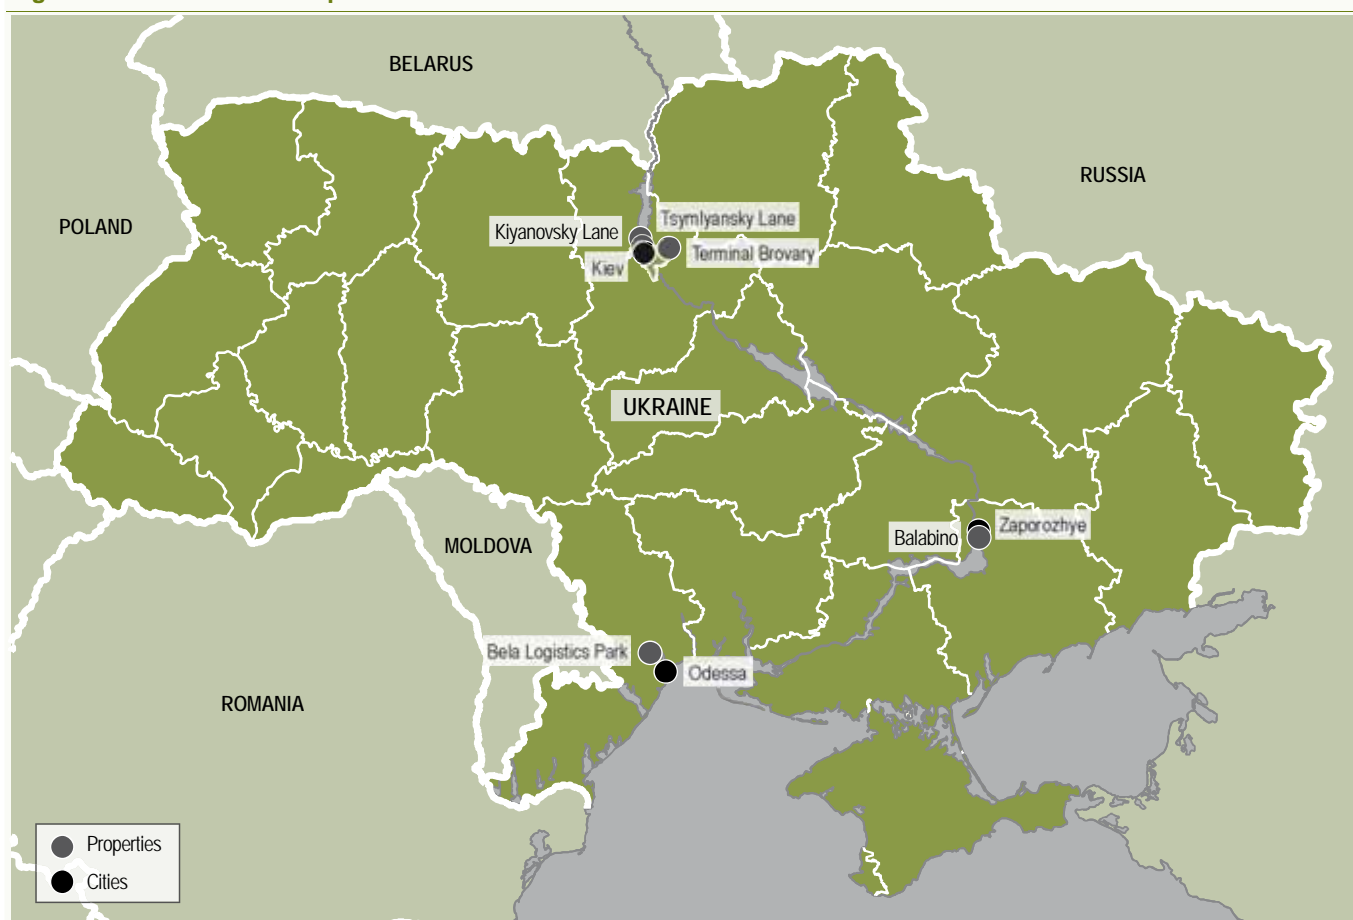 BELARUS
RUSSIA
POLAND
Tsymlyansky Lane
Kiyanovsky Lane
Terminal Brovary
Kiev
UKRAINE
Zaporozhye
Balabino
MOLDOVA
Bela Logistics Park
Odessa
ROMANIA
Properties
Cities